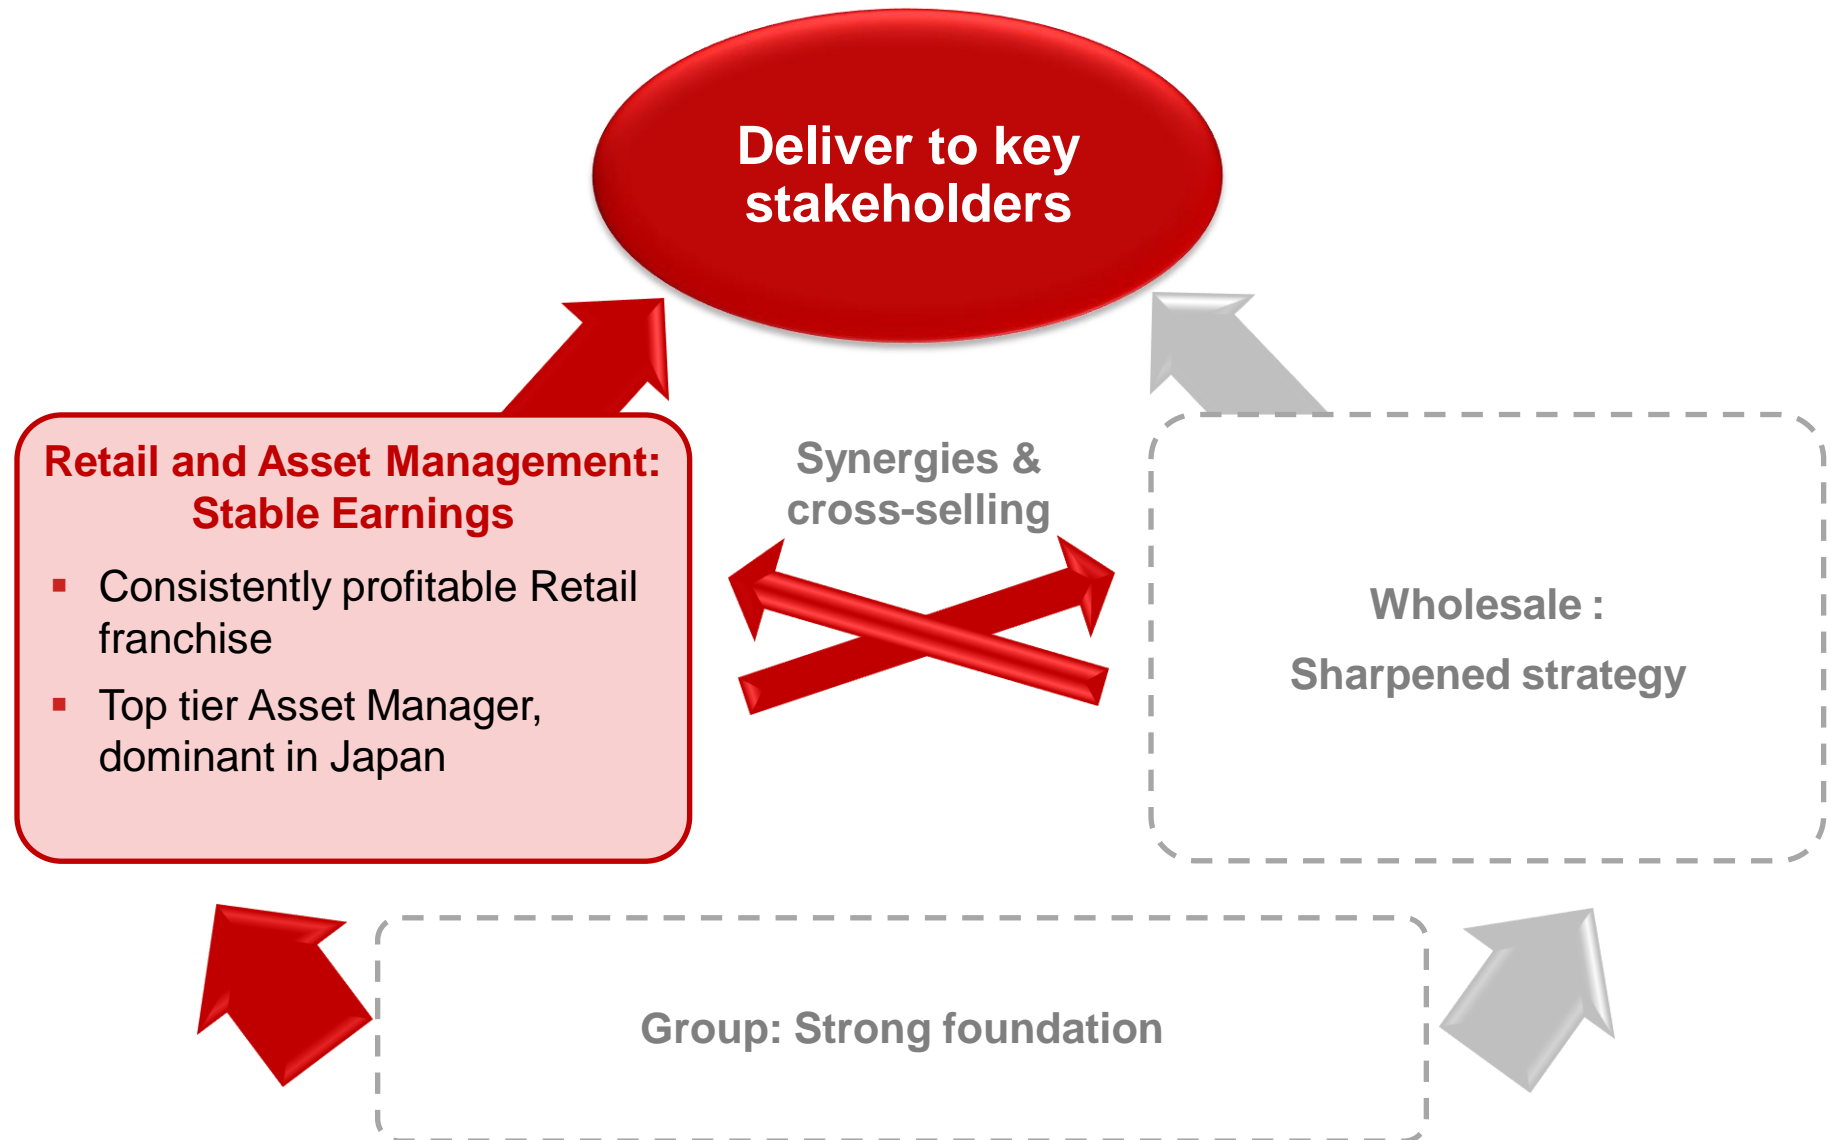 Deliver to key
stakeholders
Retail and Asset Management:
Stable Earnings
▪ Consistently profitable Retail
franchise
▪ Top tier Asset Manager,
dominant in Japan
Synergies &
cross-selling
Wholesale :
Sharpened strategy
Group: Strong foundation